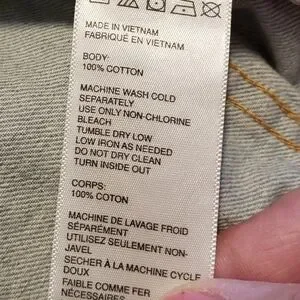 MADE IN VIETNAM
FABRIQUÉ EN VIETNAM
BODY:
100% COTTON
MACHINE WASH COLD
SEPARATELY
USE ONLY NON-CHLORINE
BLEACH
TUMBLE DRY LOW
LOW IRON AS NEEDED
DO NOT DRY CLEAN
TURN INSIDE OUT
CORPS:
100% COTON
MACHINE DE LAVAGE FROID
SÉPARÉMENT
UTILISEZ SEULEMENT NON-
JAVEL
SECHER À LA MACHINE CYCLE
DOUX
FAIBLE COMME FER
NÉCESSAIRES